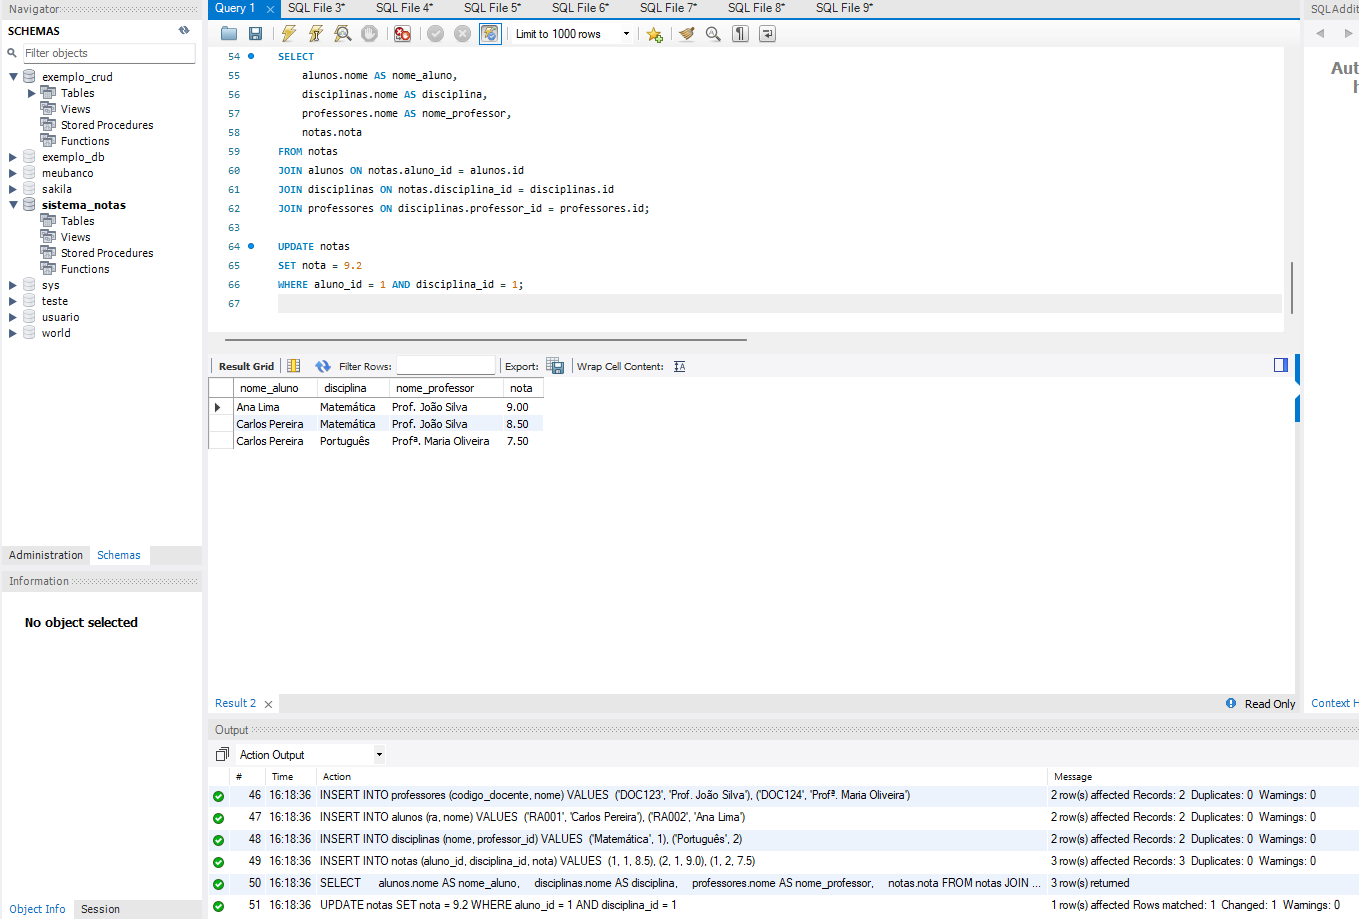 Navigator
SCHEMAS
Filter objects
exemplo_crud
Tables
Views
Stored Procedures
Functions
exemplo_db
meubanco
sakila
sistema_notas
Tables
Views
Stored Procedures
Functions
sys
teste
usuario
world
Administration Schemas
Information
No object selected
Object Info Session
Query 1 SQL File 3* SQL File 4* SQL File 5* SQL File 6* SQL File 7* SQL File 8* SQL File 9*
Limit to 1000 rows
54 SELECT
55 alunos.nome AS nome_aluno,
56 disciplinas.nome AS disciplina,
57 professores.nome AS nome_professor,
58 notas.nota
59 FROM notas
60 JOIN alunos ON notas.aluno_id = alunos.id
61 JOIN disciplinas ON notas.disciplina_id = disciplinas.id
62 JOIN professores ON disciplinas.professor_id = professores.id;
63
64 UPDATE notas
65 SET nota = 9.2
66 WHERE aluno_id = 1 AND disciplina_id = 1;
67
Result Grid Filter Rows: Export: Wrap Cell Content:
nome_aluno disciplina nome_professor nota
Ana Lima Matemática Prof. João Silva 9.00
Carlos Pereira Matemática Prof. João Silva 8.50
Carlos Pereira Português Profª. Maria Oliveira 7.50
Result 2 Read Only
Output
Action Output
# Time Action Message
46 16:18:36 INSERT INTO professores (codigo_docente, nome) VALUES ('DOC123', 'Prof. João Silva'), ('DOC124', 'Profª. Maria Oliveira') 2 row(s) affected Records: 2 Duplicates: 0 Warnings: 0
47 16:18:36 INSERT INTO alunos (ra, nome) VALUES ('RA001', 'Carlos Pereira'), ('RA002', 'Ana Lima') 2 row(s) affected Records: 2 Duplicates: 0 Warnings: 0
48 16:18:36 INSERT INTO disciplinas (nome, professor_id) VALUES ('Matemática', 1), ('Português', 2) 2 row(s) affected Records: 2 Duplicates: 0 Warnings: 0
49 16:18:36 INSERT INTO notas (aluno_id, disciplina_id, nota) VALUES (1, 1, 8.5), (2, 1, 9.0), (1, 2, 7.5) 3 row(s) affected Records: 3 Duplicates: 0 Warnings: 0
50 16:18:36 SELECT alunos.nome AS nome_aluno, disciplinas.nome AS disciplina, professores.nome AS nome_professor, notas.nota FROM notas JOIN ... 3 row(s) returned
51 16:18:36 UPDATE notas SET nota = 9.2 WHERE aluno_id = 1 AND disciplina_id = 1 1 row(s) affected Rows matched: 1 Changed: 1 Warnings: 0
SQLAddit
Aut
h
Context H